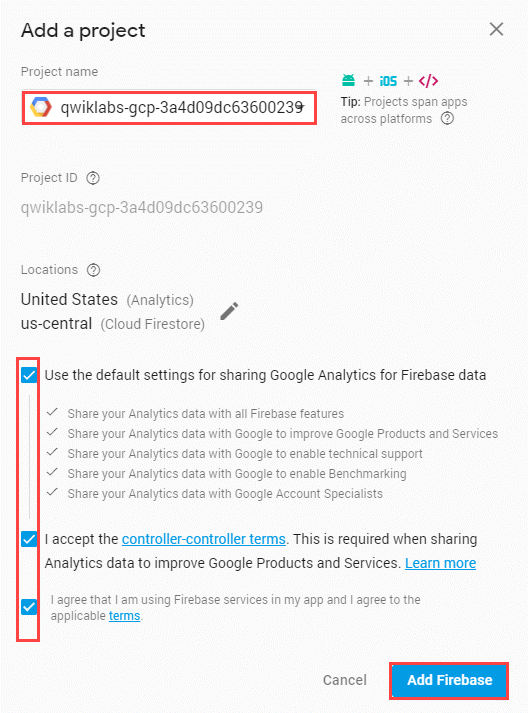 Add a project
Project name
qwiklabs-gcp-3a4d09dc63600239
+ iOS + </>
Tip: Projects span apps
across platforms ?
Project ID ?
qwiklabs-gcp-3a4d09dc63600239
Locations ?
United States (Analytics)
us-central (Cloud Firestore)
Use the default settings for sharing Google Analytics for Firebase data
Share your Analytics data with all Firebase features
Share your Analytics data with Google to improve Google Products and Services
Share your Analytics data with Google to enable technical support
Share your Analytics data with Google to enable Benchmarking
Share your Analytics data with Google Account Specialists
I accept the controller-controller terms. This is required when sharing
Analytics data to improve Google Products and Services. Learn more
I agree that I am using Firebase services in my app and I agree to the
applicable terms.
Cancel Add Firebase